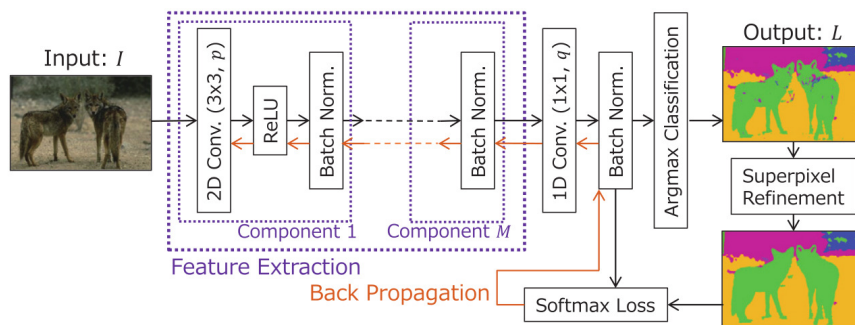 Input: I
2D Conv. (3x3, p)
ReLU
Batch Norm.
Component 1
Batch Norm.
Component M
Feature Extraction
1D Conv. (1x1, q)
Batch Norm.
Argmax Classification
Output: L
Superpixel
Refinement
Back Propagation
Softmax Loss